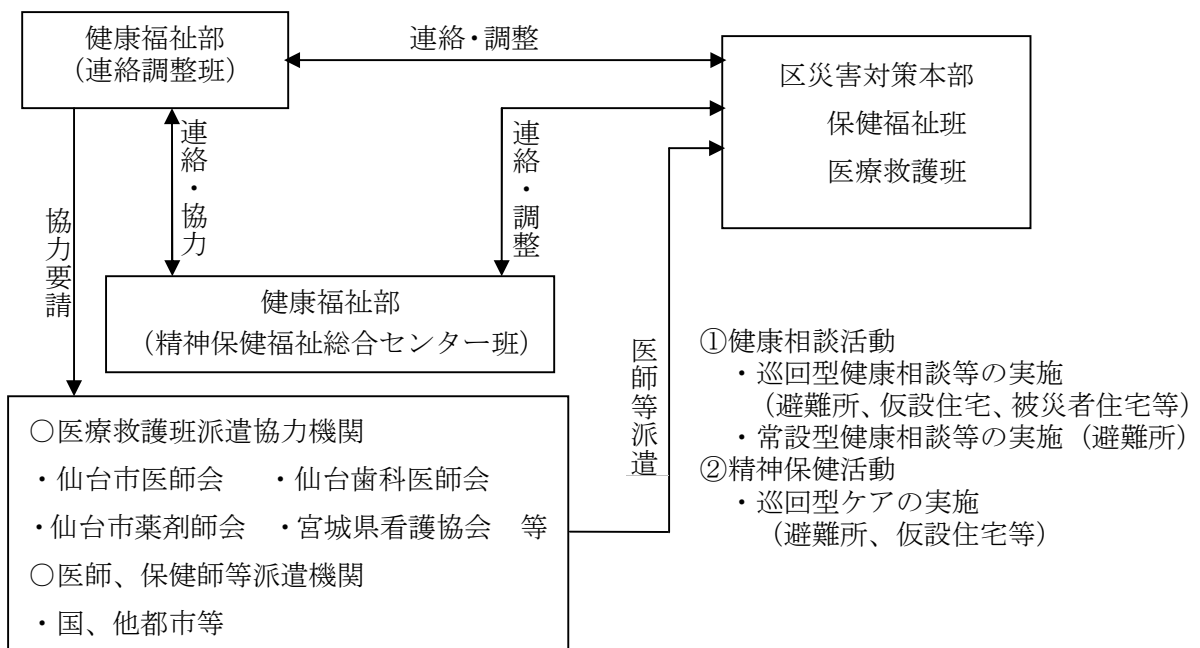 健康福祉部
（連絡調整班）
連絡・調整
区災害対策本部
保健福祉班
医療救護班
連絡・協力
連絡・調整
協力要請
健康福祉部
（精神保健福祉総合センター班）
医師等派遣
○医療救護班派遣協力機関
・仙台市医師会　・仙台歯科医師会
・仙台市薬剤師会　・宮城県看護協会　等
○医師、保健師等派遣機関
・国、他都市等
①健康相談活動
・巡回型健康相談等の実施
（避難所、仮設住宅、被災者住宅等）
・常設型健康相談等の実施（避難所）
②精神保健活動
・巡回型ケアの実施
（避難所、仮設住宅等）